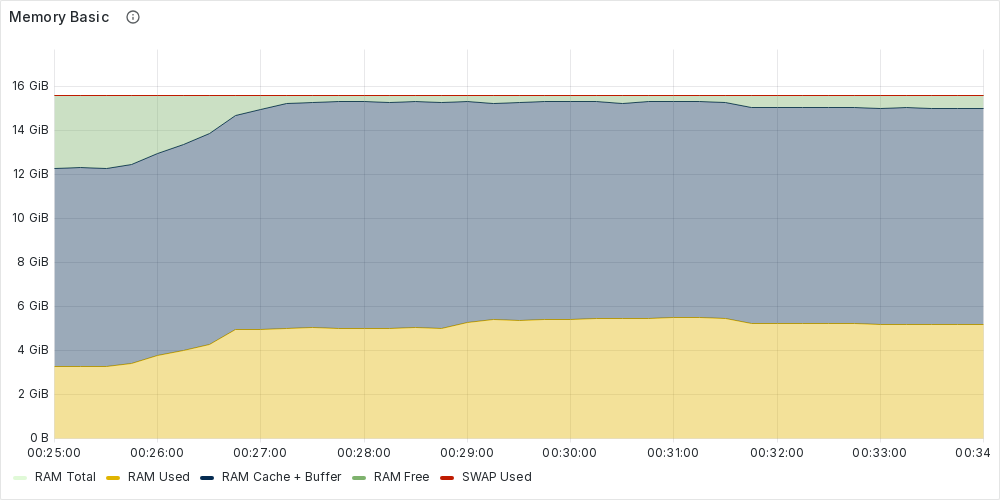 Memory Basic
16 GiB
14 GiB
12 GiB
10 GiB
8 GiB
6 GiB
4 GiB
2 GiB
0 B
00:25:00 00:26:00 00:27:00 00:28:00 00:29:00 00:30:00 00:31:00 00:32:00 00:33:00 00:34
RAM Total RAM Used RAM Cache + Buffer RAM Free SWAP Used